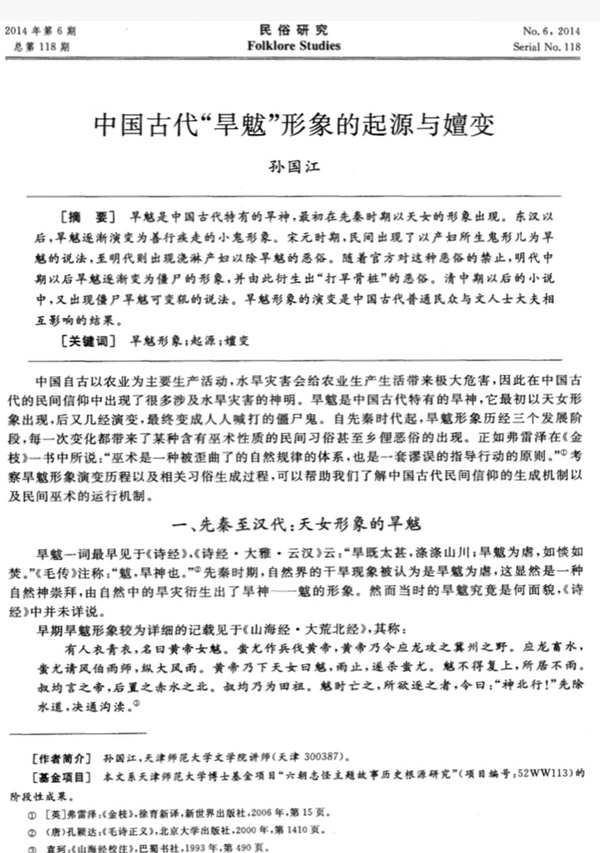 2014 年第 6 期
民俗研究
No. 6, 2014
总第 118 期
Folklore Studies
Serial No. 118
中国古代“旱魃”形象的起源与嬗变
孙国江
［摘 要］ 旱魃是中国古代特有的旱神，最初在先秦时期以天女的形象出现。东汉以
后，旱魃逐渐演变为善行疾走的小鬼形象。宋元时期，民间出现了以产妇所生鬼形儿为旱
魃的说法，至明代则出现浇淋产妇以除旱魃的恶俗。随着官方对这种恶俗的禁止，明代中
期以后旱魃逐渐变为僵尸的形象，并由此衍生出“打旱骨桩”的恶俗。清中期以后的小说
中，又出现僵尸旱魃可变犼的说法。旱魃形象的演变是中国古代普通民众与文人士大夫相
互影响的结果。
［关键词］ 旱魃形象；起源；嬗变
中国自古以农业为主要生产活动，水旱灾害会给农业生产生活带来极大危害，因此在中国古
代的民间信仰中出现了很多涉及水旱灾害的神明。旱魃是中国古代特有的旱神，它最初以天女形
象出现，后又几经演变，最终变成人人喊打的僵尸鬼。自先秦时代起，旱魃形象历经三个发展阶
段，每一次变化都带来了某种含有巫术性质的民间习俗甚至乡俚恶俗的出现。正如弗雷泽在《金
枝》一书中所说：“巫术是一种被歪曲了的自然规律的体系，也是一套谬误的指导行动的原则。”①考
察旱魃形象演变历程以及相关习俗生成过程，可以帮助我们了解中国古代民间信仰的生成机制以
及民间巫术的运行机制。
一、先秦至汉代：天女形象的旱魃
旱魃一词最早见于《诗经》，《诗经·大雅·云汉》云：“旱既太甚，涤涤山川；旱魃为虐，如惔如
焚。”《毛传》注称：“魃，旱神也。”②先秦时期，自然界的干旱现象被认为是旱魃为虐，这显然是一种
自然神崇拜，由自然中的旱灾衍生出了旱神——魃的形象。然而当时的旱魃究竟是何面貌，《诗
经》中并未详说。
早期旱魃形象较为详细的记载见于《山海经·大荒北经》，其称：
有人衣青衣，名曰黄帝女魃。蚩尤作兵伐黄帝，黄帝乃令应龙攻之冀州之野。应龙畜水，
蚩尤请风伯雨师，纵大风雨。黄帝乃下天女曰魃，雨止，遂杀蚩尤。魃不得复上，所居不雨。
叔均言之帝，后置之赤水之北。叔均乃为田祖。魃时亡之，所欲逐之者，令曰：“神北行！”先除
水道，决通沟渎。②
［作者简介］ 孙国江，天津师范大学文学院讲师（天津 300387）。
［基金项目］ 本文系天津师范大学博士基金项目“六朝志怪主题故事历史根源研究”（项目编号：52WW113）的
阶段性成果。
① ［英］弗雷泽：《金枝》，徐育新译，新世界出版社，2006 年，第 15 页。
② （唐）孔颖达：《毛诗正义》，北京大学出版社，2000 年，第 1410 页。
③ 袁珂：《山海经校注》，巴蜀书社，1993 年，第 490 页。